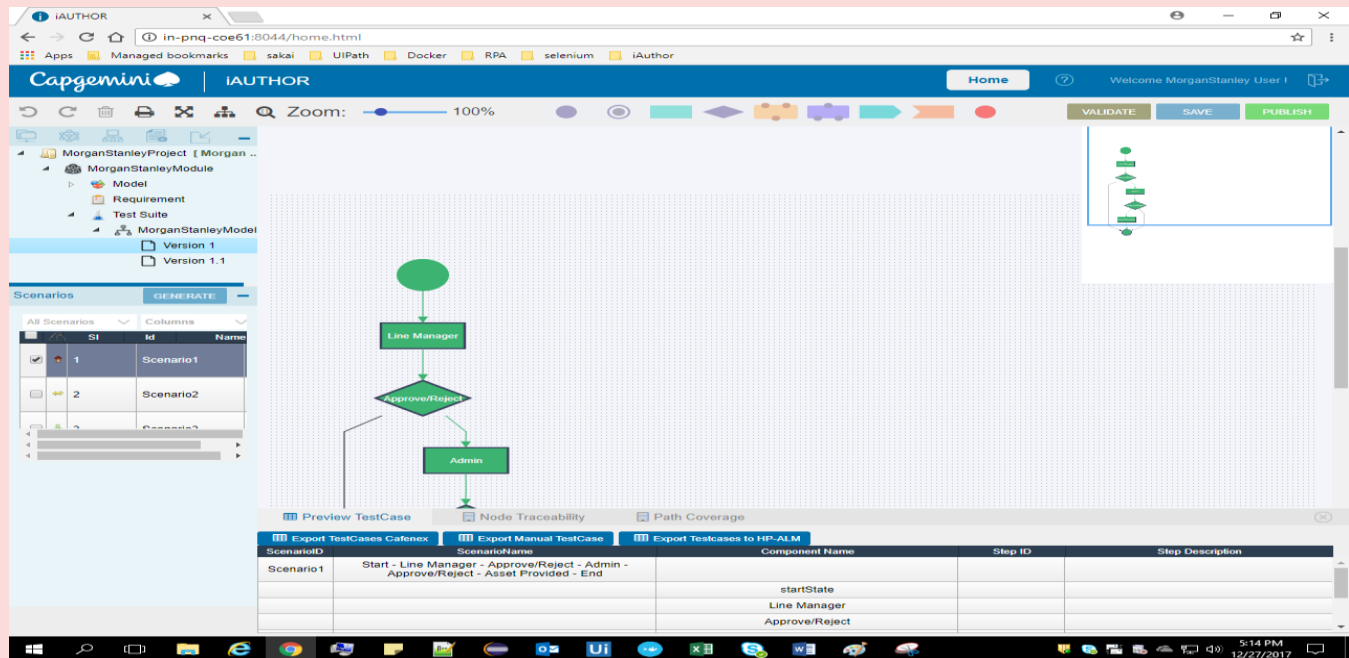 iAUTHOR
in-pnq-coe61:8044/home.html
Apps Managed bookmarks sakai UIPath Docker RPA selenium iAuthor
Capgemini iAUTHOR Home Welcome MorganStanley User !
Zoom: 100% VALIDATE SAVE PUBLISH
MorganStanleyProject [ Morgan ..
MorganStanleyModule
Model
Requirement
Test Suite
MorganStanleyModel
Version 1
Version 1.1
Scenarios GENERATE
All Scenarios Columns
SI Id Name
1 Scenario1
2 Scenario2
Line Manager
Approve/Reject
Admin
Preview TestCase Node Traceability Path Coverage
Export TestCases Cafenex Export Manual TestCase Export Testcases to HP-ALM
ScenarioID ScenarioName Component Name Step ID Step Description
Scenario1 Start - Line Manager - Approve/Reject - Admin -
Approve/Reject - Asset Provided - End
startState
Line Manager
Approve/Reject
5:14 PM
12/27/2017